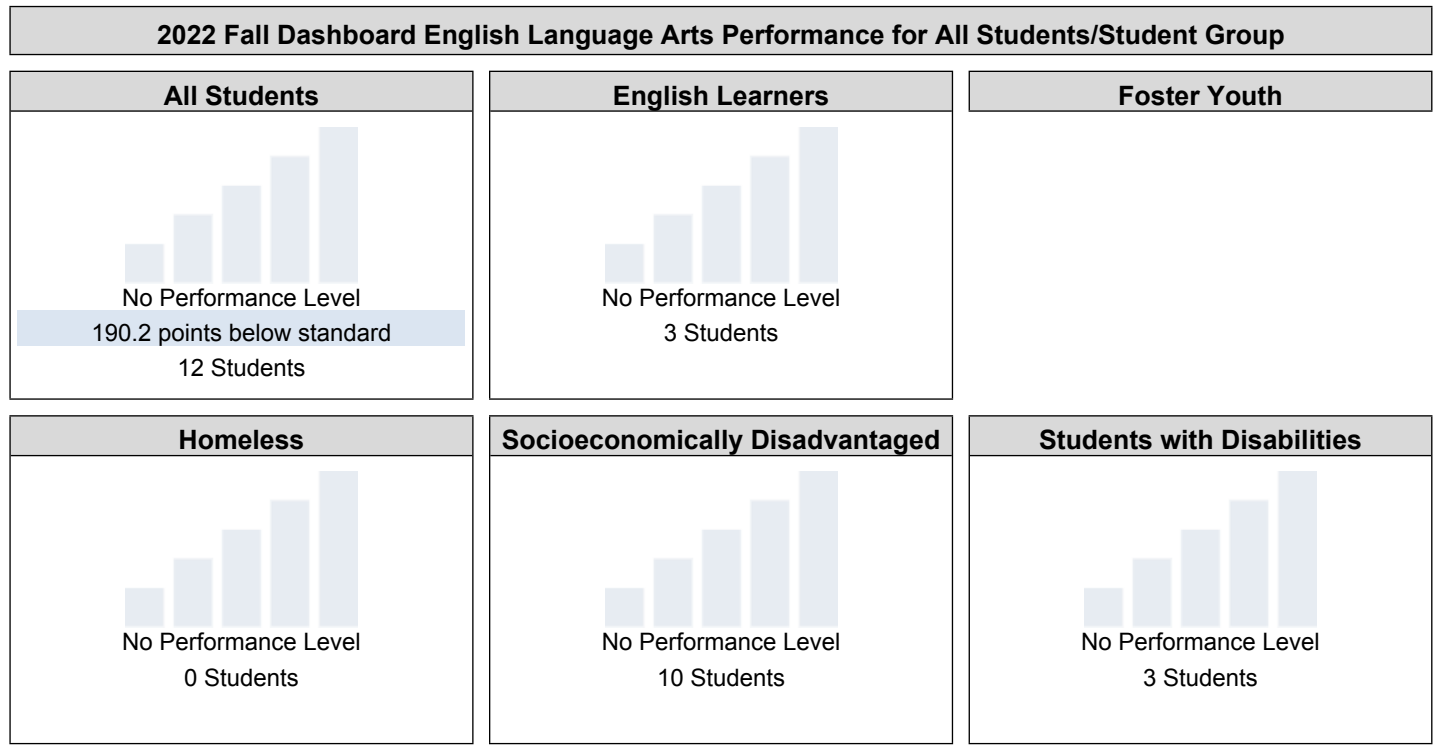 2022 Fall Dashboard English Language Arts Performance for All Students/Student Group
All Students
No Performance Level
190.2 points below standard
12 Students
English Learners
No Performance Level
3 Students
Foster Youth
Homeless
No Performance Level
0 Students
Socioeconomically Disadvantaged
No Performance Level
10 Students
Students with Disabilities
No Performance Level
3 Students